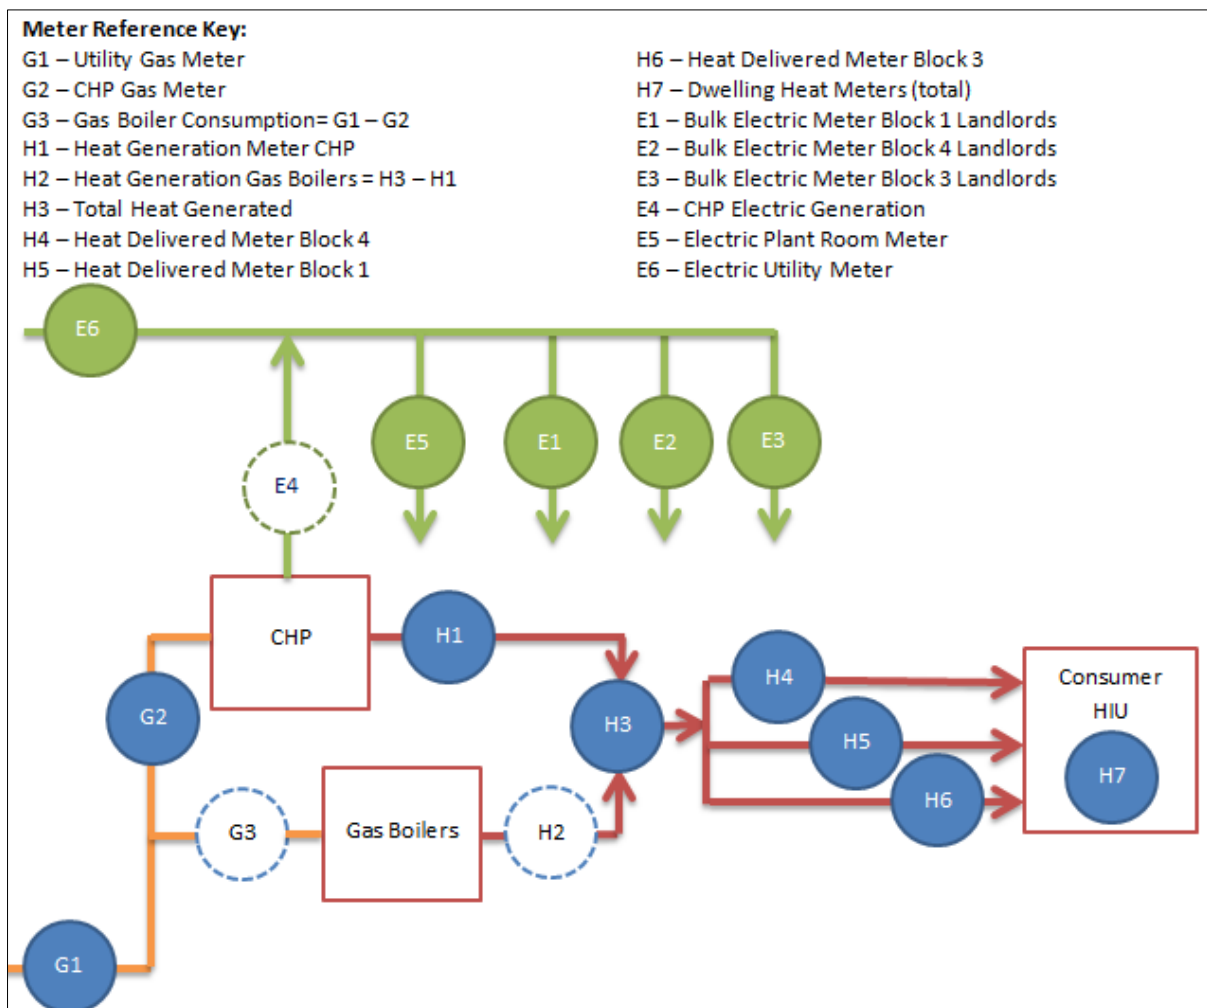 Meter Reference Key:
G1 – Utility Gas Meter
G2 – CHP Gas Meter
G3 – Gas Boiler Consumption= G1 – G2
H1 – Heat Generation Meter CHP
H2 – Heat Generation Gas Boilers = H3 – H1
H3 – Total Heat Generated
H4 – Heat Delivered Meter Block 4
H5 – Heat Delivered Meter Block 1
H6 – Heat Delivered Meter Block 3
H7 – Dwelling Heat Meters (total)
E1 – Bulk Electric Meter Block 1 Landlords
E2 – Bulk Electric Meter Block 4 Landlords
E3 – Bulk Electric Meter Block 3 Landlords
E4 – CHP Electric Generation
E5 – Electric Plant Room Meter
E6 – Electric Utility Meter
E6
E5
E1
E2
E3
E4
CHP
H1
H4
Consumer
HIU
G2
H3
H5
H7
H6
G3
Gas Boilers
H2
G1